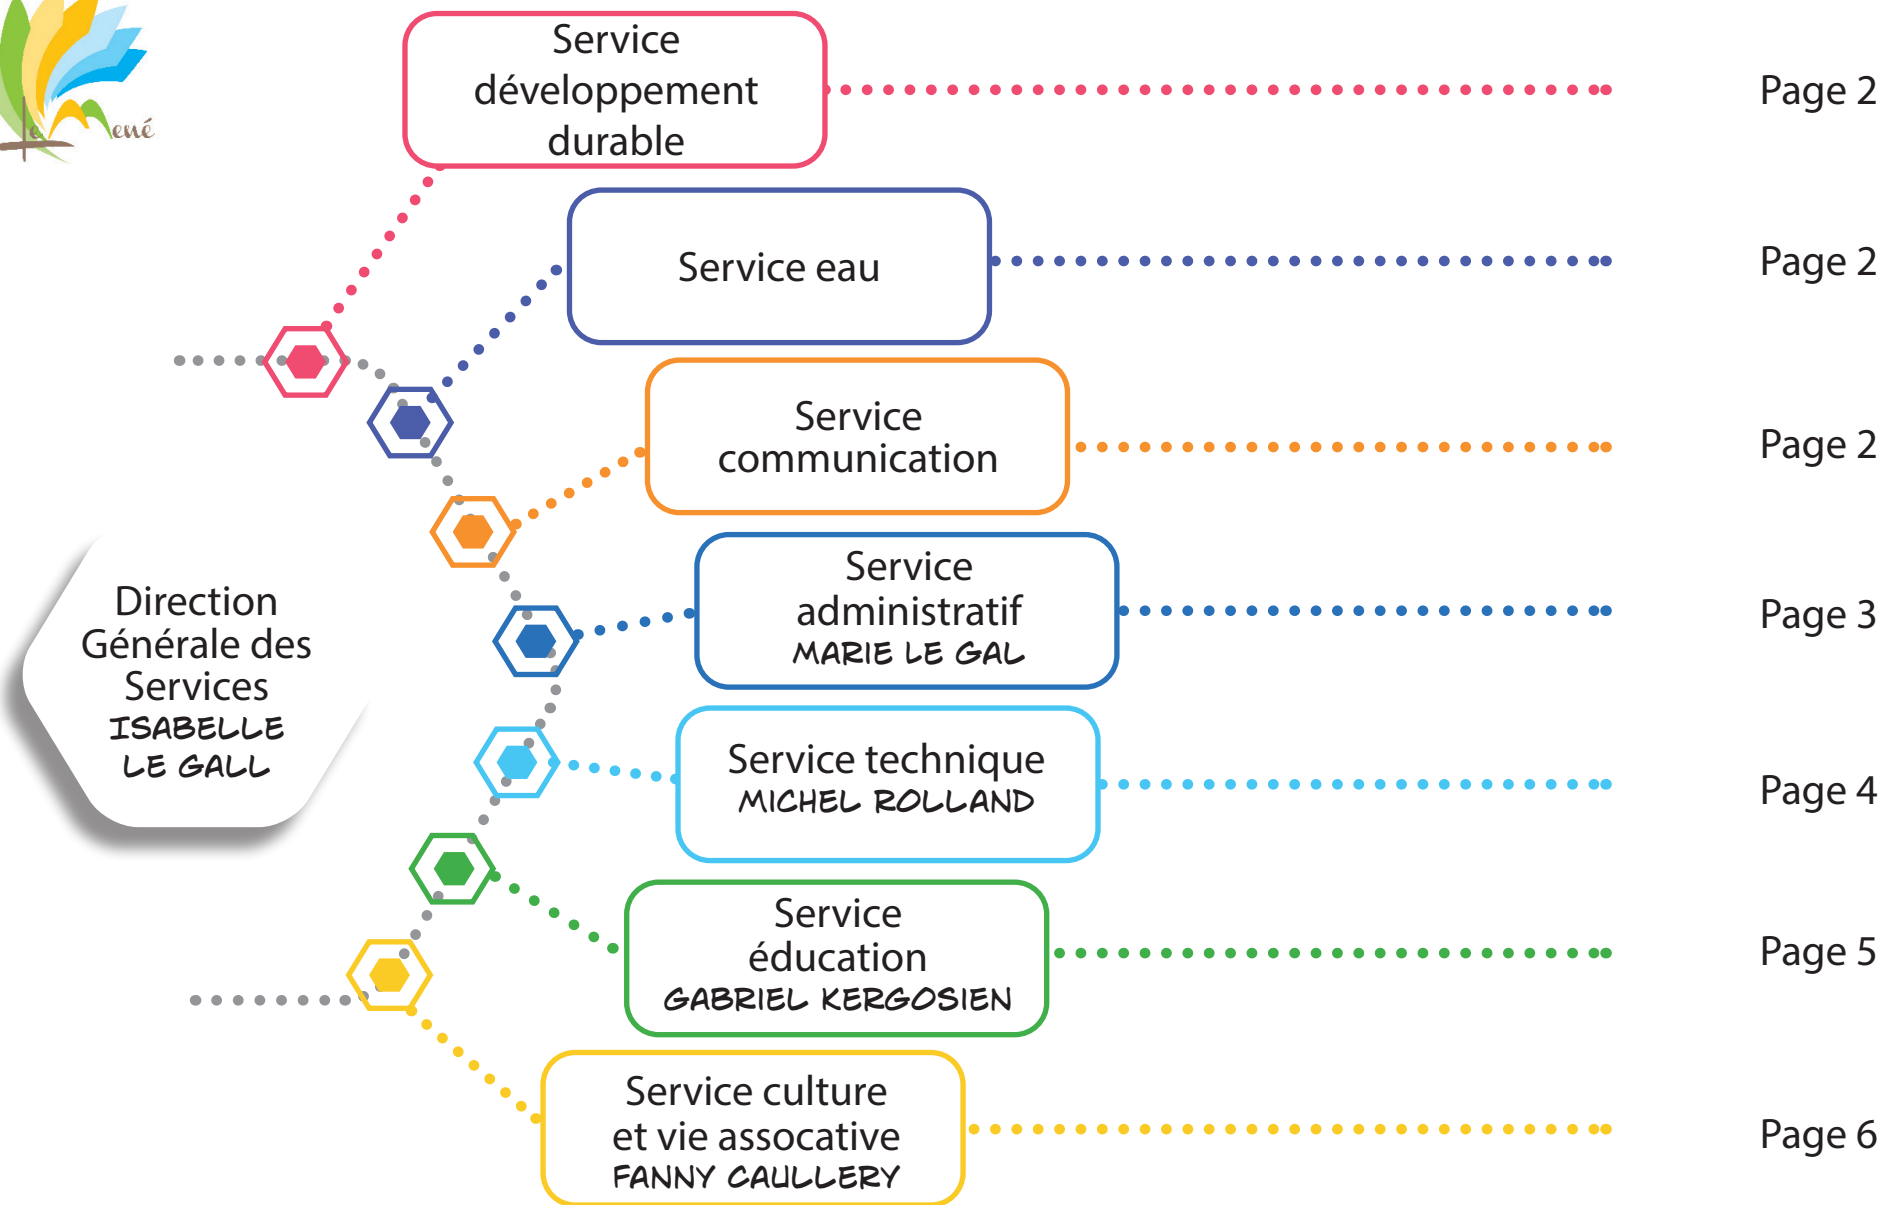 Le Mené
Service
développement
durable
Page 2
Service eau
Page 2
Service
communication
Page 2
Direction
Générale des
Services
ISABELLE
LE GALL
Service
administratif
MARIE LE GAL
Page 3
Service technique
MICHEL ROLLAND
Page 4
Service
éducation
GABRIEL KERGOSIEN
Page 5
Service culture
et vie assocative
FANNY CAULLERY
Page 6